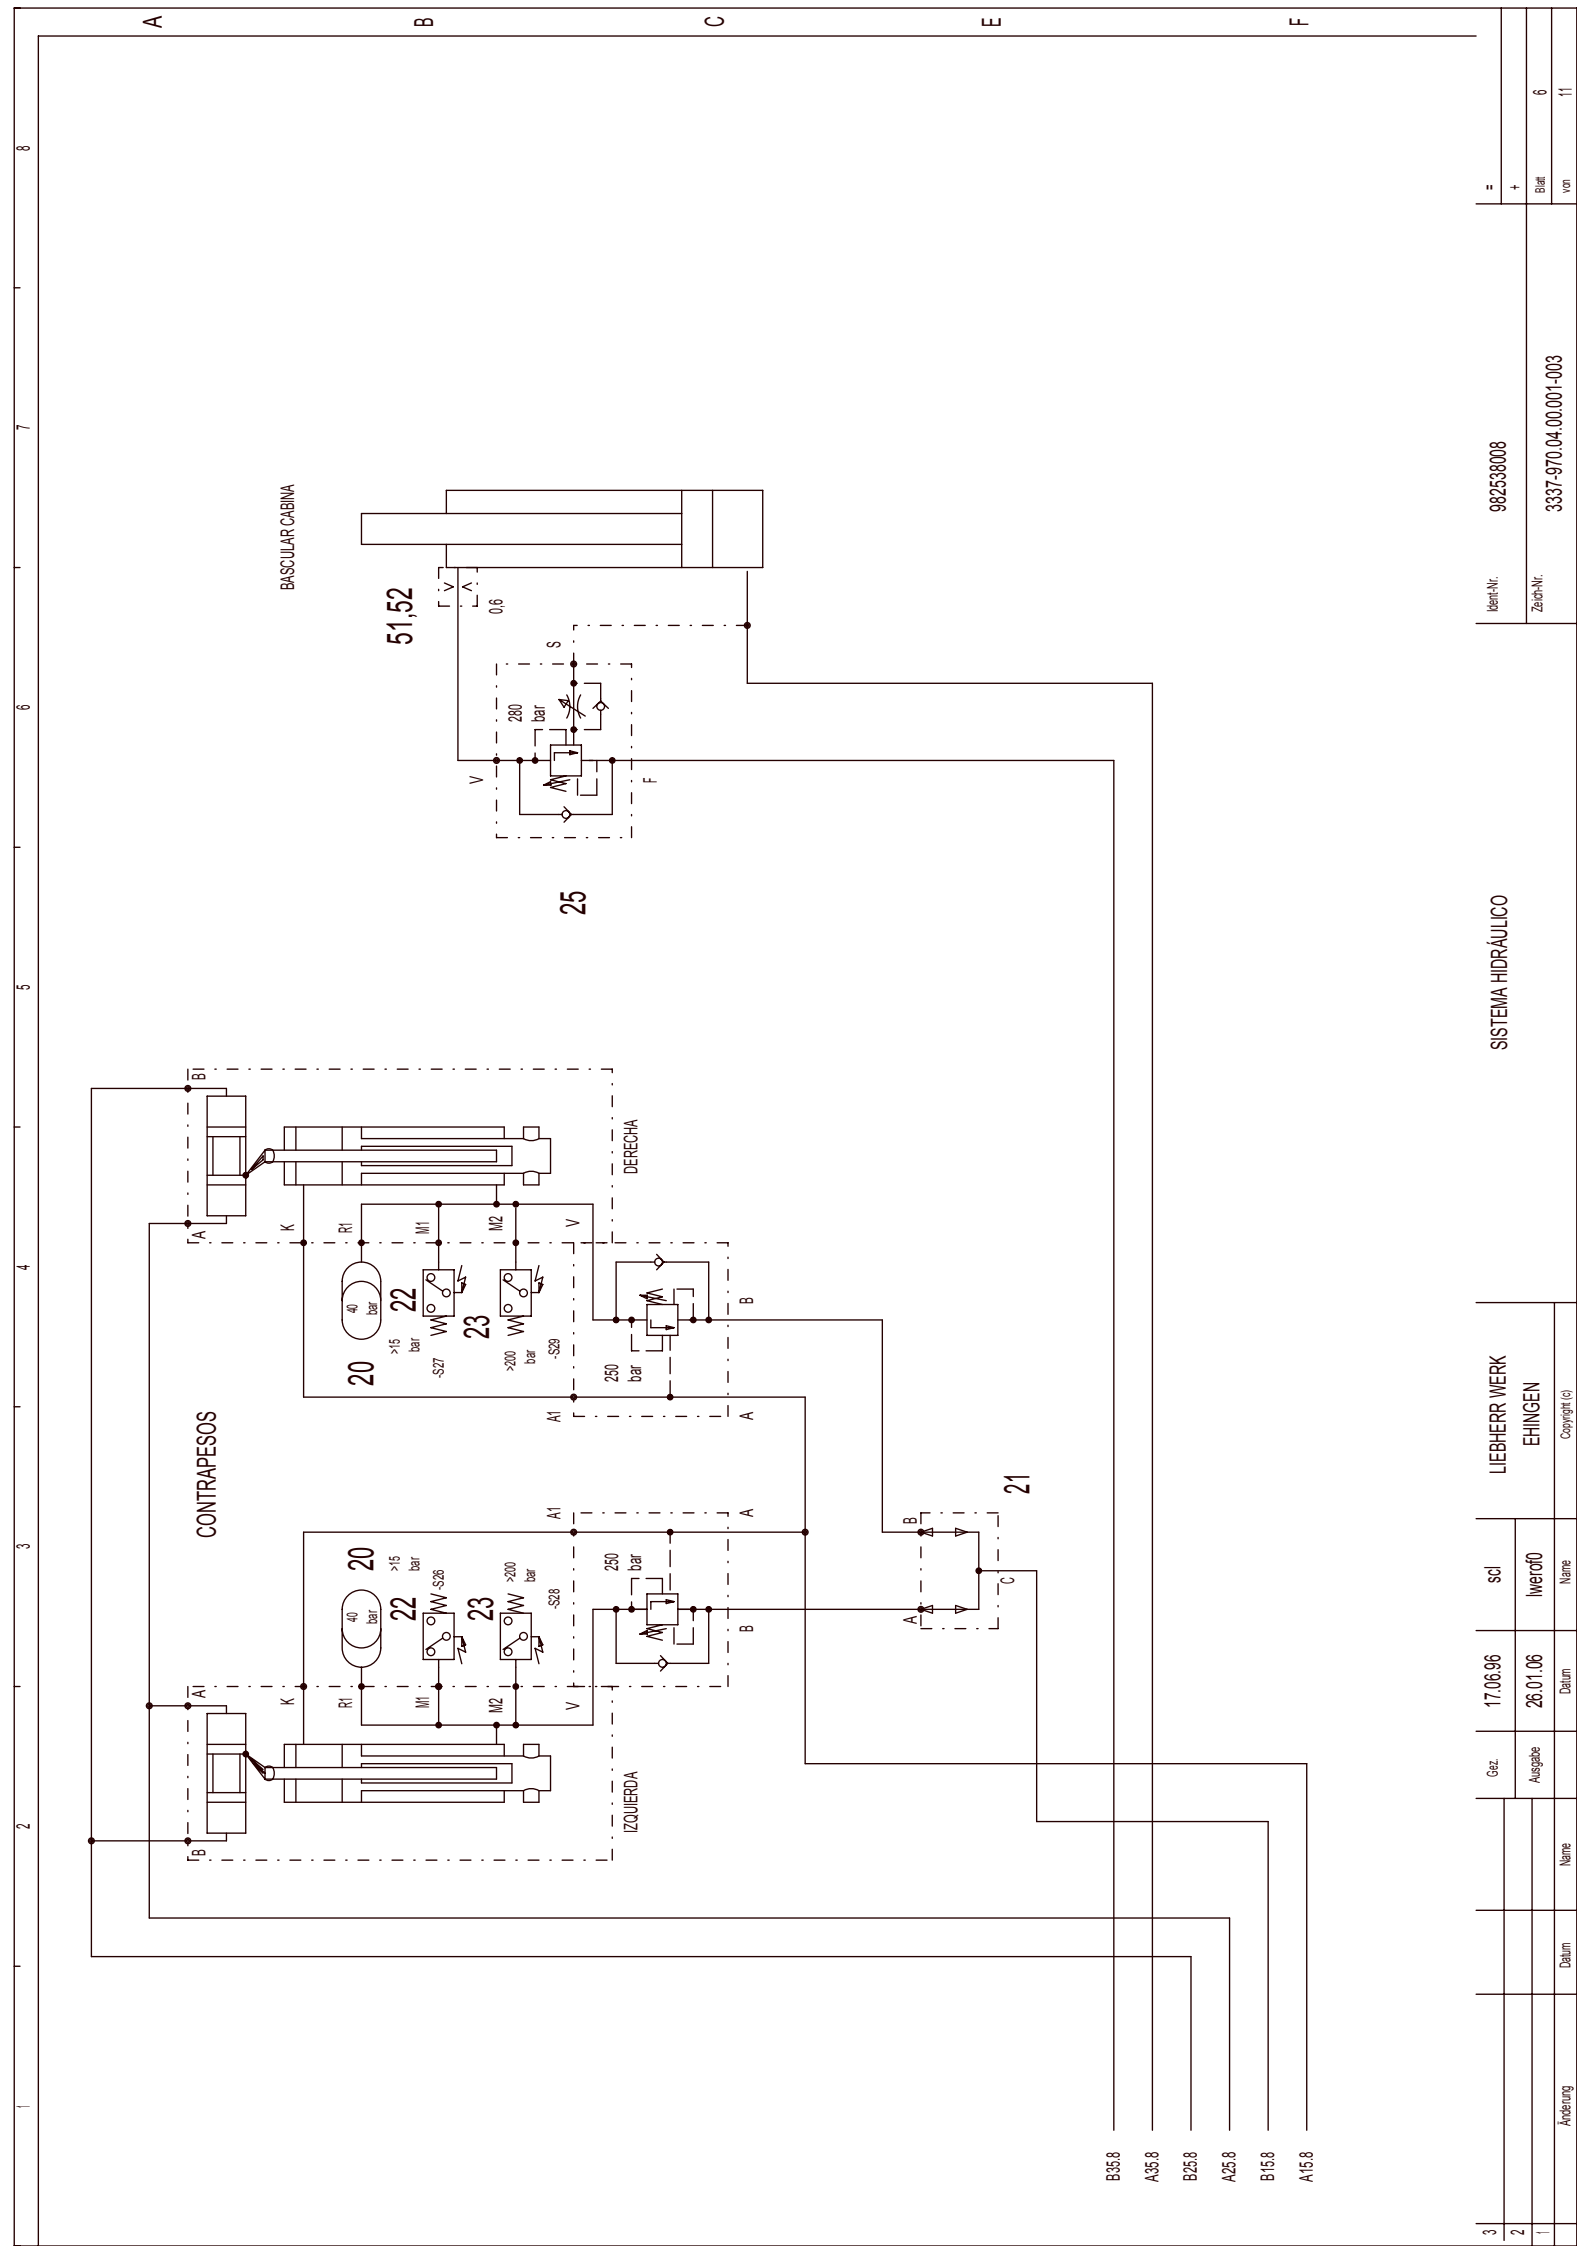 1
2
3
4
5
6
7
8
A
B
C
E
F
CONTRAPESOS
BASCULAR CABINA
B
A
K
R1
M1
M2
V
IZQUIERDA
40
bar
20
>15
bar
22
-S26
23
>200
bar
-S28
A1
250
bar
B
A
A
B
C
21
A
B
K
R1
M1
M2
V
DERECHA
40
bar
20
>15
bar
22
-S27
23
>200
bar
-S29
A1
250
bar
A
B
51,52
0,6
280
bar
S
V
F
25
B35.8
A35.8
B25.8
A25.8
B15.8
A15.8
3
2
1
Änderung
Datum
Name
Gez.
17.06.96
scl
Ausgabe
26.01.06
lwerof0
Datum
Name
LIEBHERR WERK
EHINGEN
Copyright (c)
SISTEMA HIDRÁULICO
Ident-Nr.
982538008
Zeich-Nr.
3337-970.04.00.001-003
=
+
Blatt
6
von
11